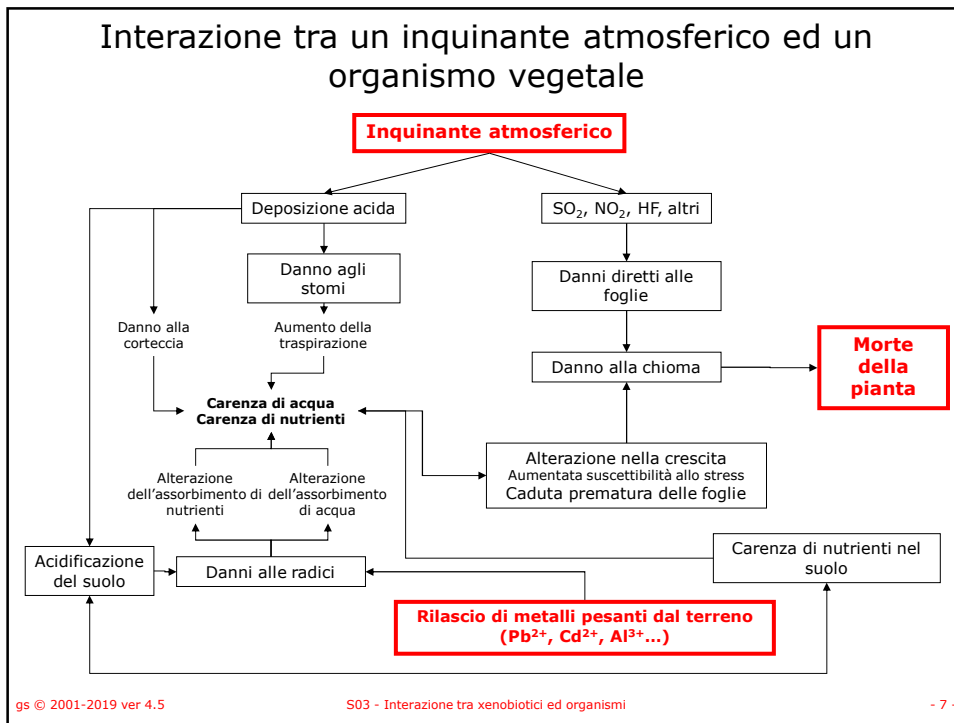 Interazione tra un inquinante atmosferico ed un
organismo vegetale
Inquinante atmosferico
Deposizione acida
SO₂, NO₂, HF, altri
Danno agli
stomi
Danni diretti alle
foglie
Danno alla
corteccia
Aumento della
traspirazione
Danno alla chioma
Morte
della
pianta
Carenza di acqua
Carenza di nutrienti
Alterazione nella crescita
Aumentata suscettibilità allo stress
Caduta prematura delle foglie
Alterazione
dell'assorbimento di
nutrienti
Alterazione
dell'assorbimento
di acqua
Acidificazione
del suolo
Danni alle radici
Carenza di nutrienti nel
suolo
Rilascio di metalli pesanti dal terreno
(Pb²⁺, Cd²⁺, Al³⁺...)
gs © 2001-2019 ver 4.5
S03 - Interazione tra xenobiotici ed organismi
- 7 -